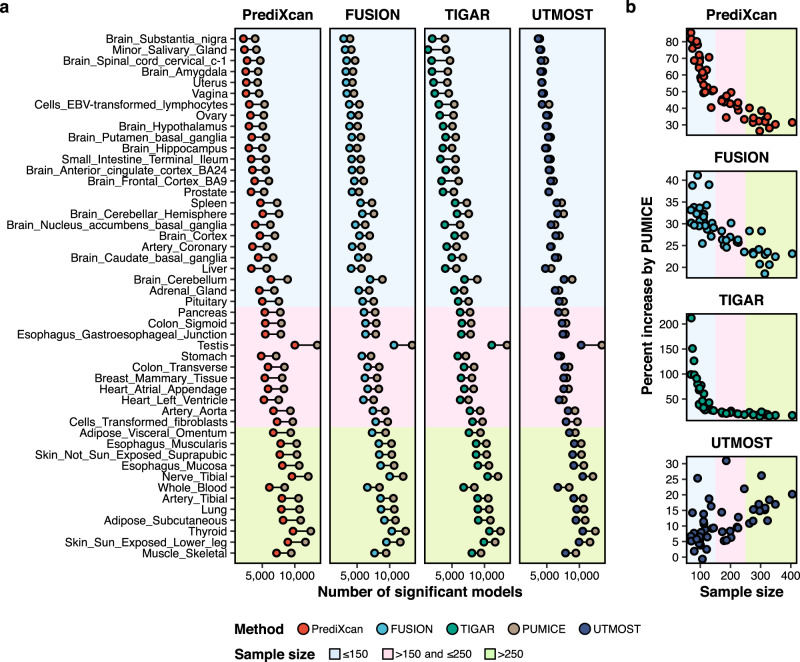 a
PrediXcan
FUSION
TIGAR
UTMOST
Brain_Substantia_nigra
Minor_Salivary_Gland
Brain_Spinal_cord_cervical_c-1
Brain_Amygdala
Uterus
Vagina
Cells_EBV-transformed_lymphocytes
Ovary
Brain_Hypothalamus
Brain_Putamen_basal_ganglia
Brain_Hippocampus
Small_Intestine_Terminal_Ileum
Brain_Anterior_cingulate_cortex_BA24
Brain_Frontal_Cortex_BA9
Prostate
Spleen
Brain_Cerebellar_Hemisphere
Brain_Nucleus_accumbens_basal_ganglia
Brain_Cortex
Artery_Coronary
Brain_Caudate_basal_ganglia
Liver
Brain_Cerebellum
Adrenal_Gland
Pituitary
Pancreas
Colon_Sigmoid
Esophagus_Gastroesophageal_Junction
Testis
Stomach
Colon_Transverse
Breast_Mammary_Tissue
Heart_Atrial_Appendage
Heart_Left_Ventricle
Artery_Aorta
Cells_Transformed_fibroblasts
Adipose_Visceral_Omentum
Esophagus_Muscularis
Skin_Not_Sun_Exposed_Suprapubic
Esophagus_Mucosa
Nerve_Tibial
Whole_Blood
Artery_Tibial
Lung
Adipose_Subcutaneous
Thyroid
Skin_Sun_Exposed_Lower_leg
Muscle_Skeletal
5,000 10,000
5,000 10,000
5,000 10,000
5,000 10,000
Number of significant models
b
Percent increase by PUMICE
PrediXcan
80
70
60
50
40
30
FUSION
40
35
30
25
20
TIGAR
200
150
100
50
UTMOST
30
25
20
15
10
5
0
100 200 300 400
Sample size
Method PrediXcan FUSION TIGAR PUMICE UTMOST
Sample size ≤150 >150 and ≤250 >250